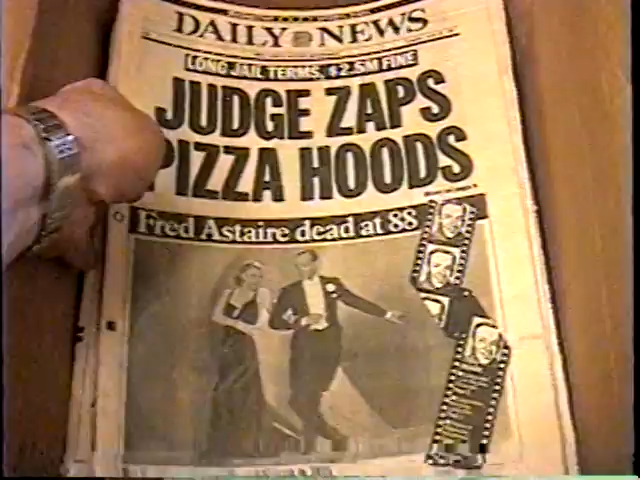 DAILY NEWS
LONG JAIL TERMS, $2.5M FINE
JUDGE ZAPS
PIZZA HOODS
Fred Astaire dead at 88